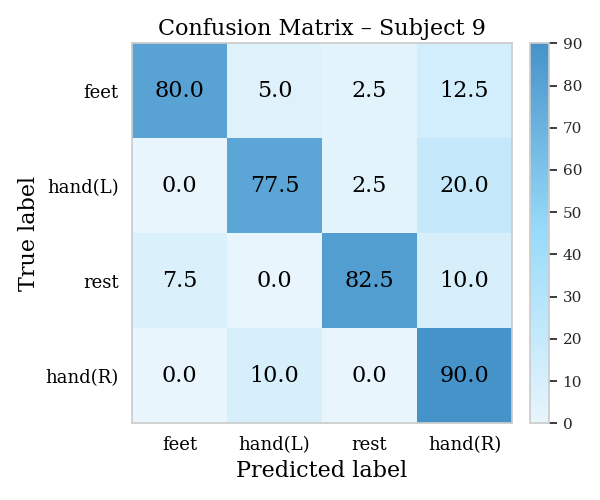 Confusion Matrix – Subject 9
feet 80.0 5.0 2.5 12.5
hand(L) 0.0 77.5 2.5 20.0
rest 7.5 0.0 82.5 10.0
hand(R) 0.0 10.0 0.0 90.0
feet hand(L) rest hand(R)
Predicted label
True label
90
80
70
60
50
40
30
20
10
0